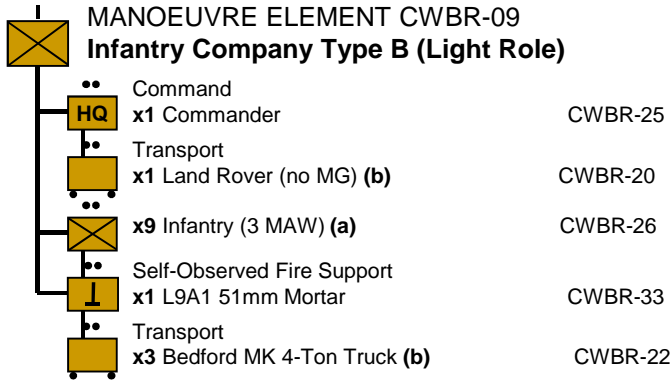 MANOEUVRE ELEMENT CWBR-09
Infantry Company Type B (Light Role)
Command
HQ x1 Commander CWBR-25
Transport
x1 Land Rover (no MG) (b) CWBR-20
x9 Infantry (3 MAW) (a) CWBR-26
Self-Observed Fire Support
x1 L9A1 51mm Mortar CWBR-33
Transport
x3 Bedford MK 4-Ton Truck (b) CWBR-22